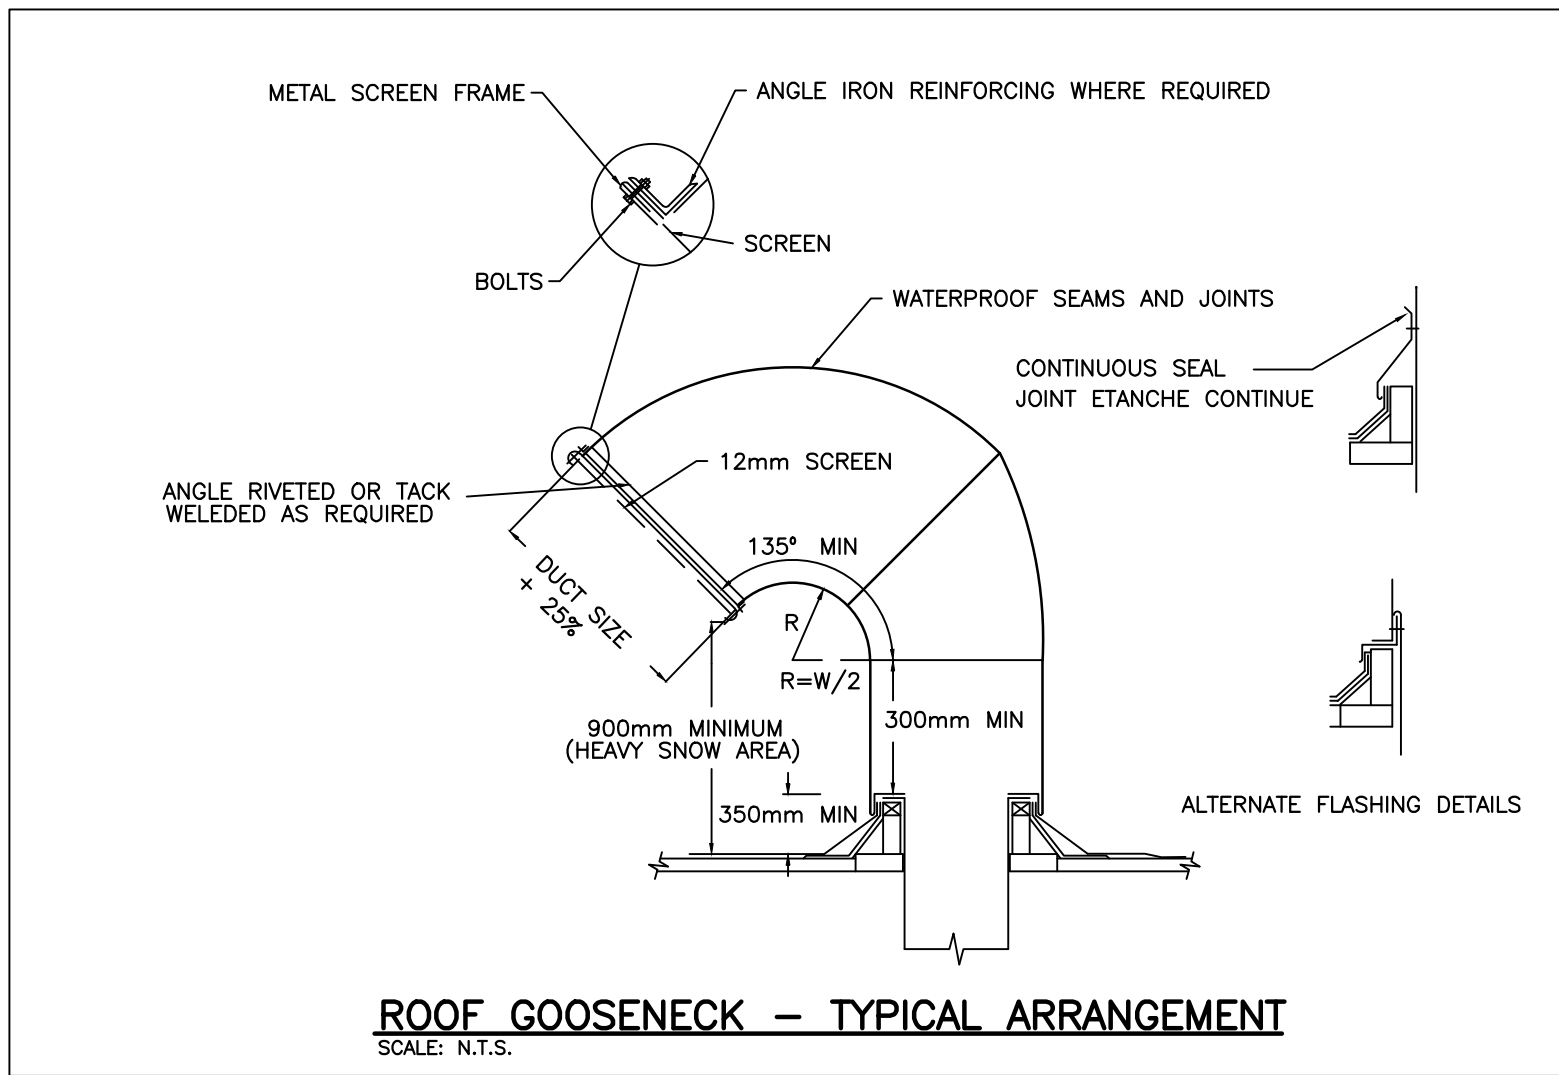 METAL SCREEN FRAME
ANGLE IRON REINFORCING WHERE REQUIRED
SCREEN
BOLTS
WATERPROOF SEAMS AND JOINTS
CONTINUOUS SEAL
JOINT ETANCHE CONTINUE
12mm SCREEN
ANGLE RIVETED OR TACK
WELEDED AS REQUIRED
135° MIN
DUCT SIZE
+ 25%
R
R=W/2
900mm MINIMUM
(HEAVY SNOW AREA)
300mm MIN
350mm MIN
ALTERNATE FLASHING DETAILS
ROOF GOOSENECK – TYPICAL ARRANGEMENT
SCALE: N.T.S.